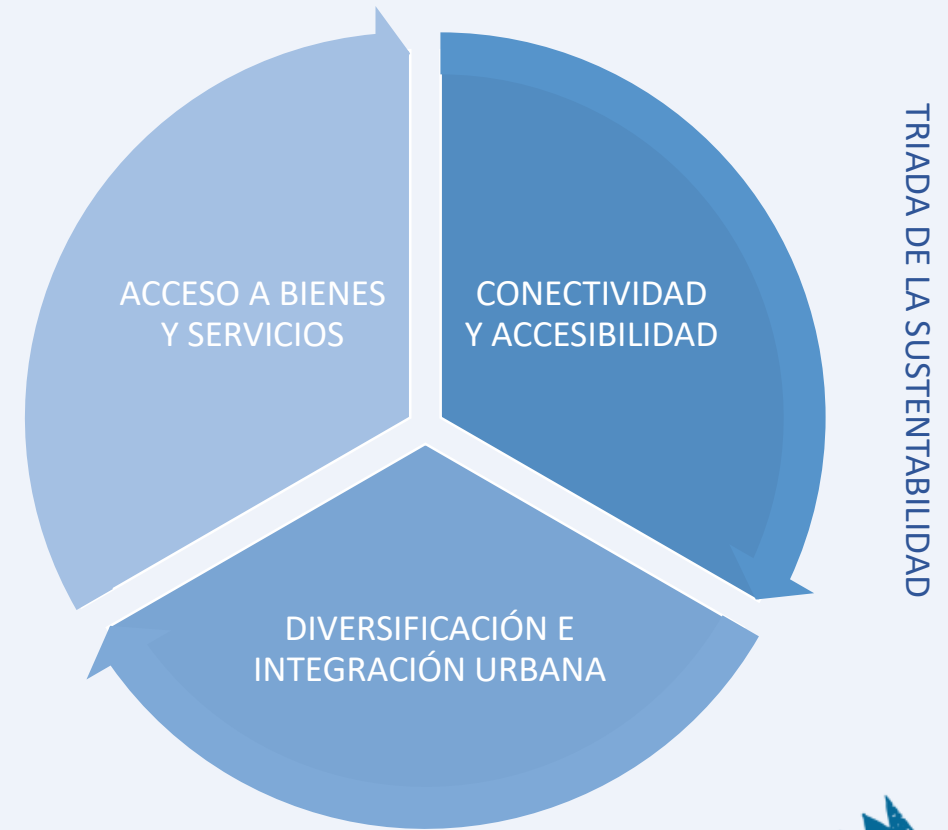 ACCESO A BIENES
Y SERVICIOS
CONECTIVIDAD
Y ACCESIBILIDAD
DIVERSIFICACIÓN E
INTEGRACIÓN URBANA
TRIADA DE LA SUSTENTABILIDAD